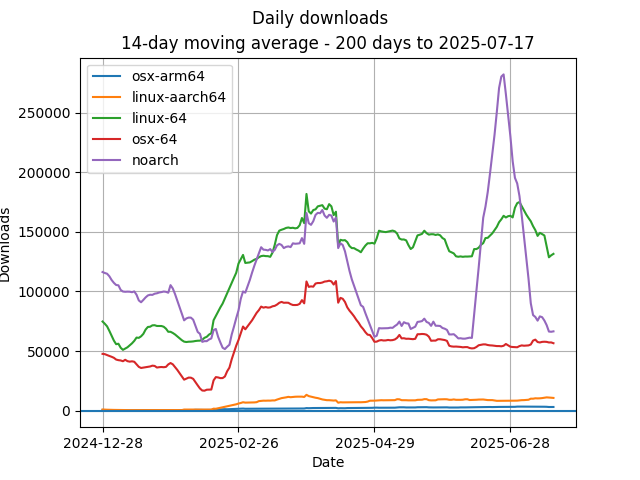 Daily downloads
14-day moving average - 200 days to 2025-07-17
osx-arm64
linux-aarch64
linux-64
osx-64
noarch
250000
200000
150000
100000
50000
0
Downloads
2024-12-28
2025-02-26
2025-04-29
2025-06-28
Date